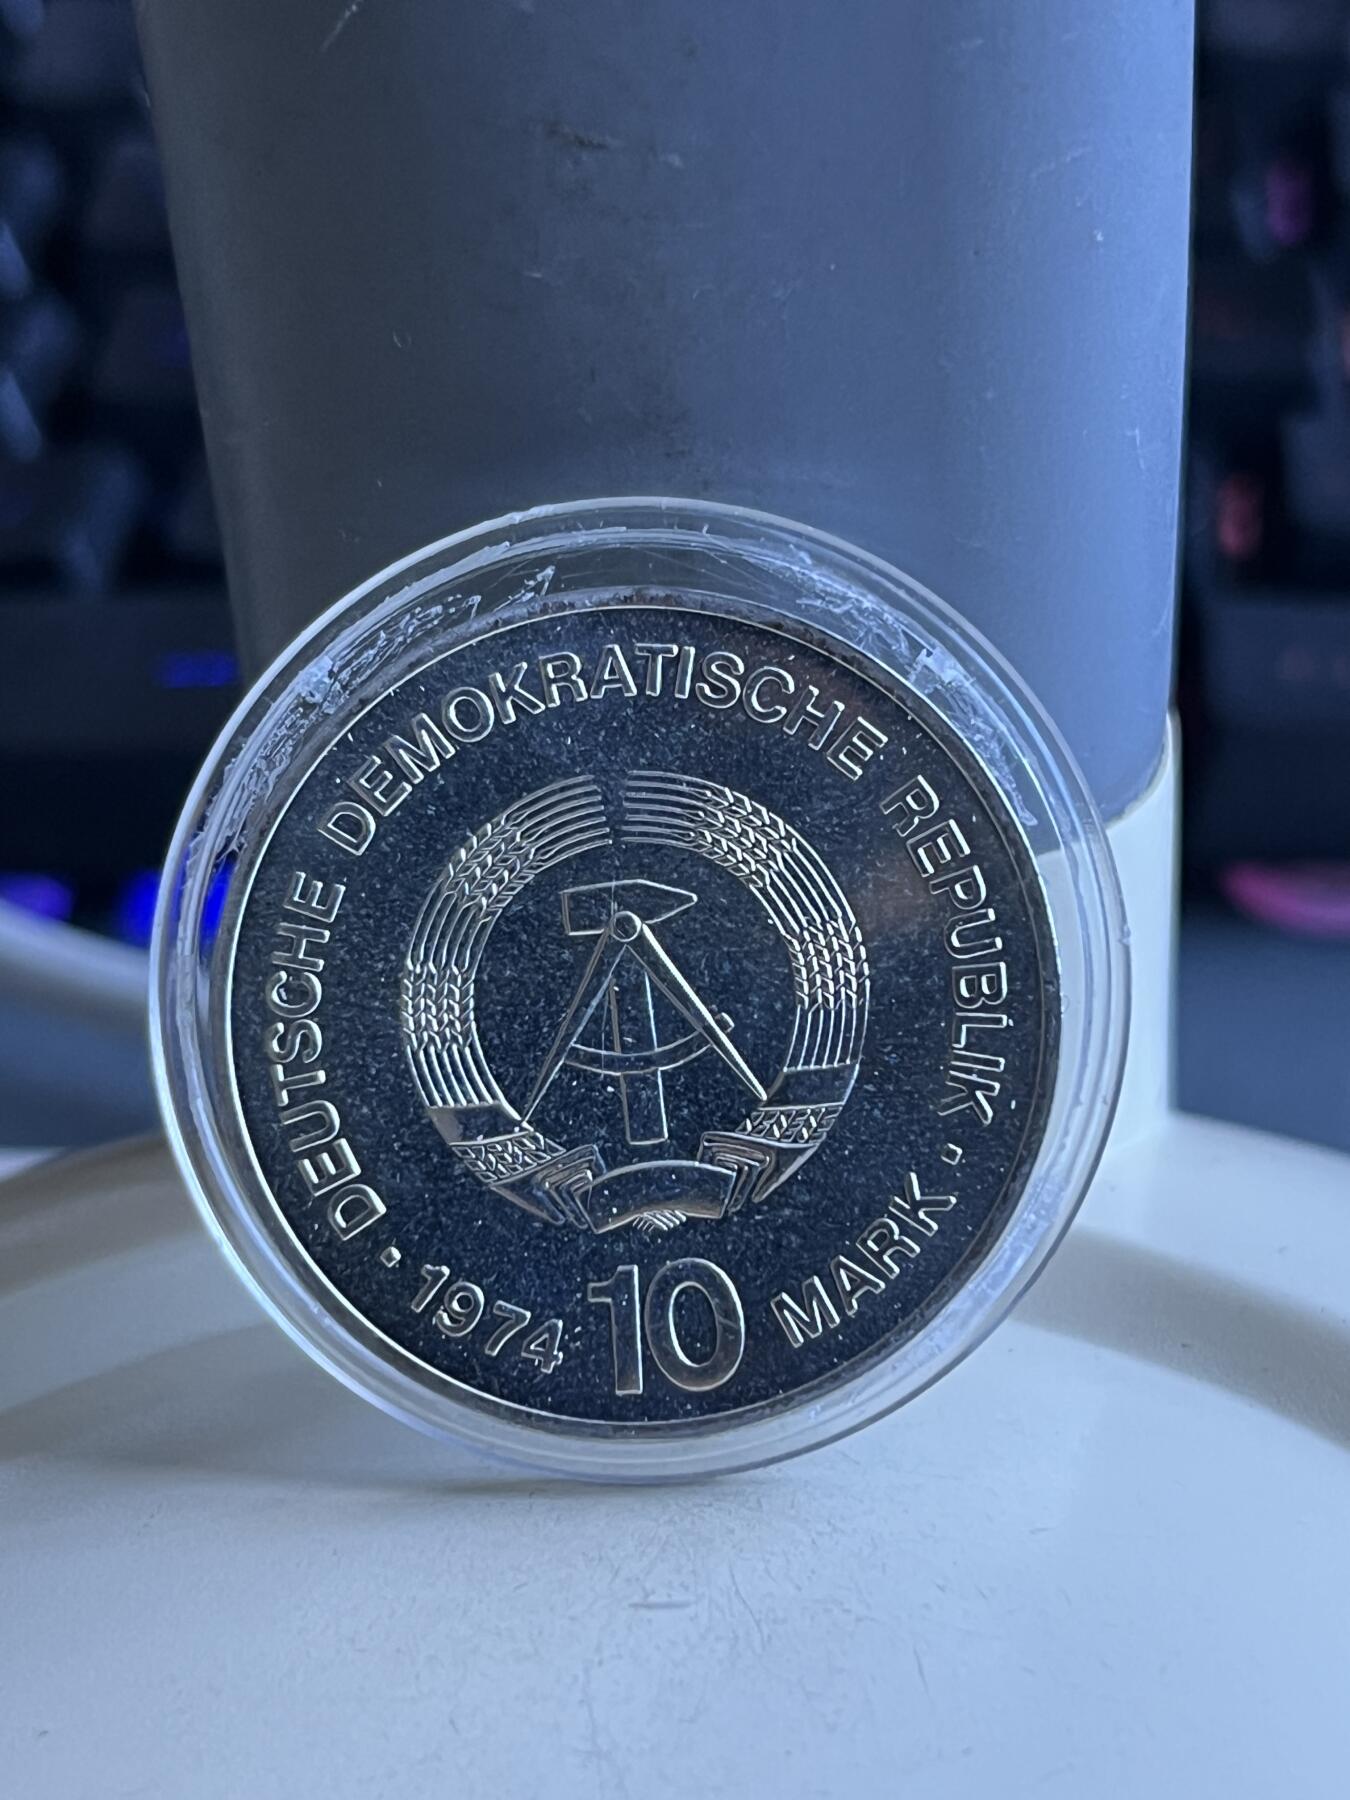 DEUTSCHE DEMOKRATISCHE REPUBLIK
· 1974 10 MARK ·